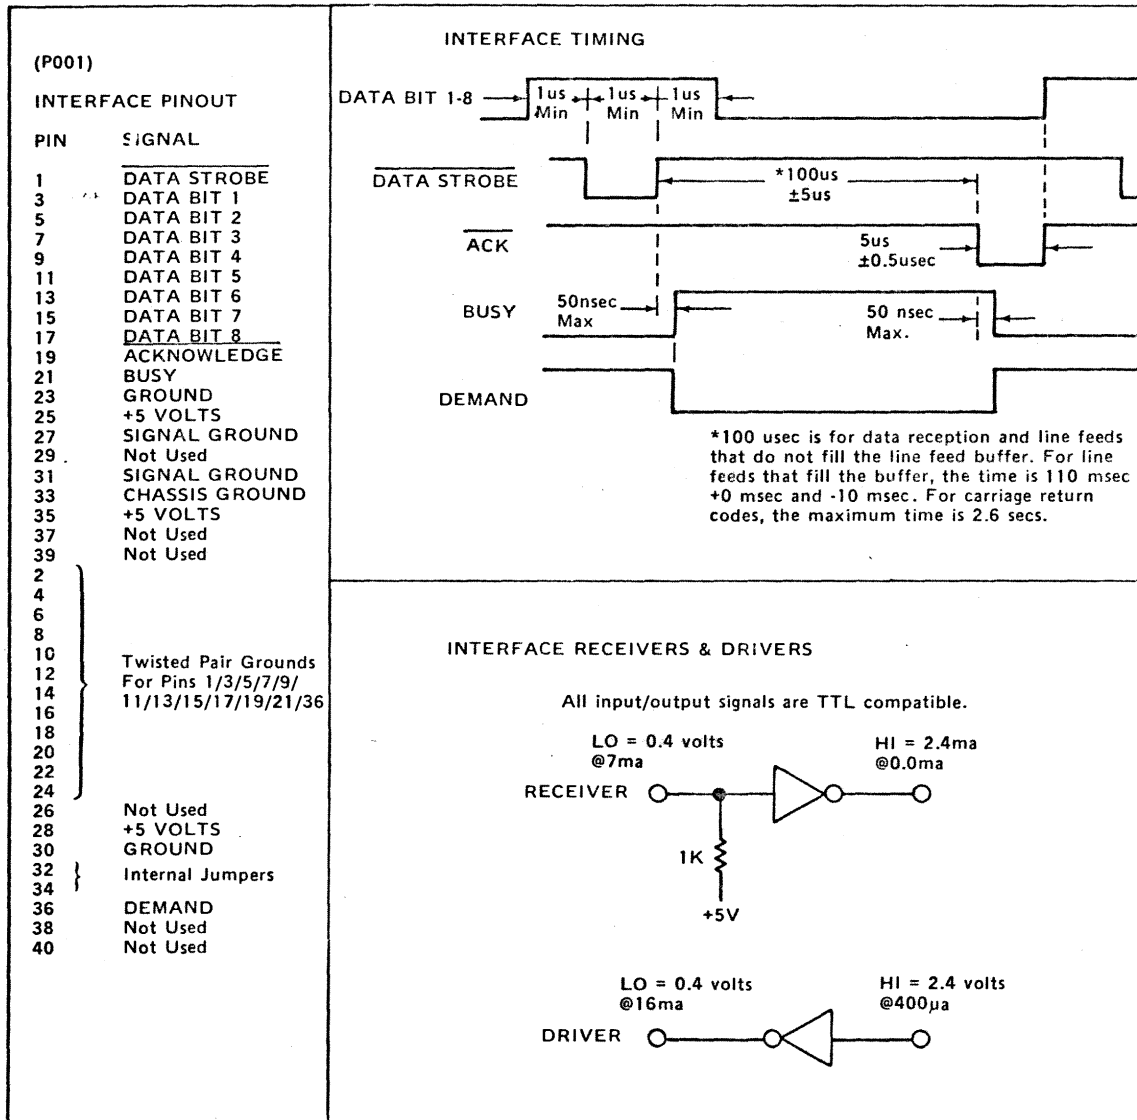 (P001)
INTERFACE PINOUT
PIN SIGNAL
1 DATA STROBE
3 DATA BIT 1
5 DATA BIT 2
7 DATA BIT 3
9 DATA BIT 4
11 DATA BIT 5
13 DATA BIT 6
15 DATA BIT 7
17 DATA BIT 8
19 ACKNOWLEDGE
21 BUSY
23 GROUND
25 +5 VOLTS
27 SIGNAL GROUND
29 Not Used
31 SIGNAL GROUND
33 CHASSIS GROUND
35 +5 VOLTS
37 Not Used
39 Not Used
2
4
6
8
10
12
14
16
18
20
22
24
Twisted Pair Grounds
For Pins 1/3/5/7/9/
11/13/15/17/19/21/36
26 Not Used
28 +5 VOLTS
30 GROUND
32
34
Internal Jumpers
36 DEMAND
38 Not Used
40 Not Used
INTERFACE TIMING
DATA BIT 1-8
1us Min
1us Min
1us Min
DATA STROBE
*100us
±5us
ACK
5us
±0.5usec
BUSY
50nsec
Max
50 nsec
Max.
DEMAND
*100 usec is for data reception and line feeds
that do not fill the line feed buffer. For line
feeds that fill the buffer, the time is 110 msec
+0 msec and -10 msec. For carriage return
codes, the maximum time is 2.6 secs.
INTERFACE RECEIVERS & DRIVERS
All input/output signals are TTL compatible.
LO = 0.4 volts
@7ma
HI = 2.4ma
@0.0ma
RECEIVER
1K
+5V
LO = 0.4 volts
@16ma
HI = 2.4 volts
@400µa
DRIVER